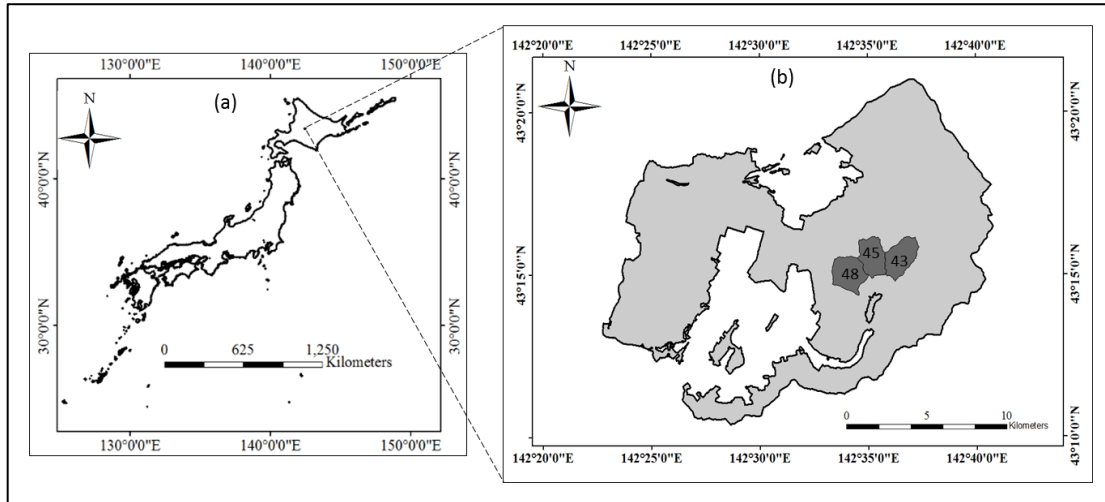 130°0'0"E 140°0'0"E 150°0'0"E
(a)
N
40°0'0"N
30°0'0"N
40°0'0"N
30°0'0"N
0 625 1,250
Kilometers
130°0'0"E 140°0'0"E 150°0'0"E
142°20'0"E 142°25'0"E 142°30'0"E 142°35'0"E 142°40'0"E
(b)
N
43°20'0"N
43°15'0"N
43°20'0"N
43°15'0"N
43°10'0"N
45
43
48
0 5 10
Kilometers
142°20'0"E 142°25'0"E 142°30'0"E 142°35'0"E 142°40'0"E